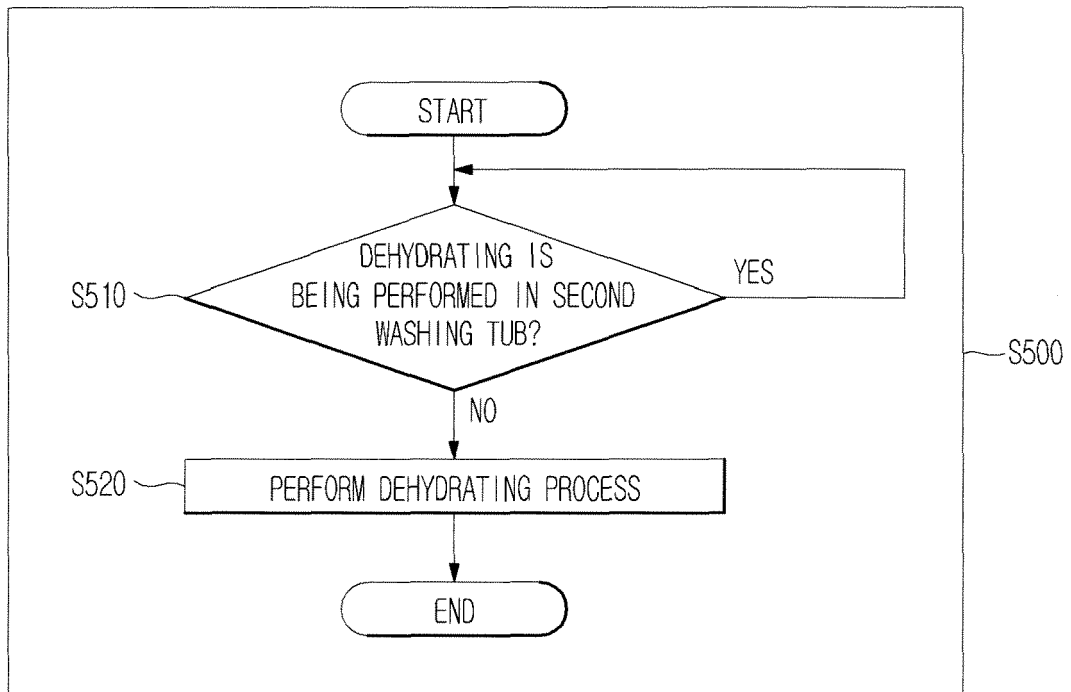 START
DEHYDRATING IS
BEING PERFORMED IN SECOND
WASHING TUB?
YES
S510
S500
NO
S520
PERFORM DEHYDRATING PROCESS
END